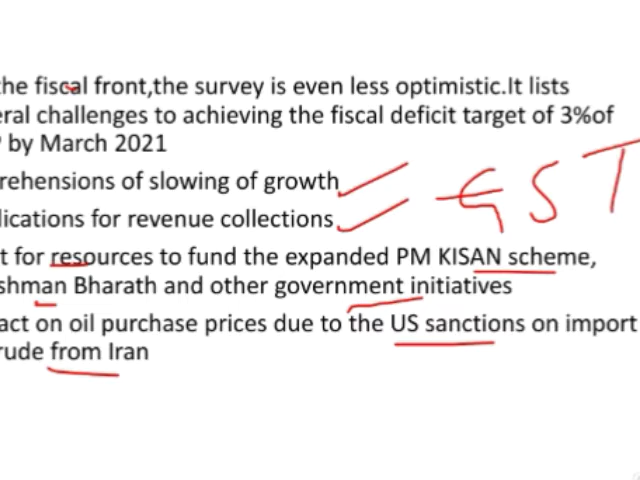 the fiscal front,the survey is even less optimistic.It lists
eral challenges to achieving the fiscal deficit target of 3%of
P by March 2021
rehensions of slowing of growth
lications for revenue collections
GST
t for resources to fund the expanded PM KISAN scheme,
shman Bharath and other government initiatives
act on oil purchase prices due to the US sanctions on import
rude from Iran